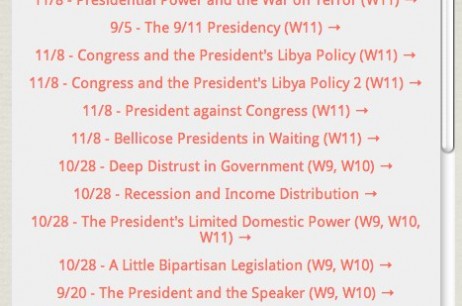 11/8 - Presidential Power and the War on Terror (W11) →
9/5 - The 9/11 Presidency (W11) →
11/8 - Congress and the President's Libya Policy (W11) →
11/8 - Congress and the President's Libya Policy 2 (W11) →
11/8 - President against Congress (W11) →
11/8 - Bellicose Presidents in Waiting (W11) →
10/28 - Deep Distrust in Government (W9, W10) →
10/28 - Recession and Income Distribution →
10/28 - The President's Limited Domestic Power (W9, W10,
W11) →
10/28 - A Little Bipartisan Legislation (W9, W10) →
9/20 - The President and the Speaker (W9, W10) →